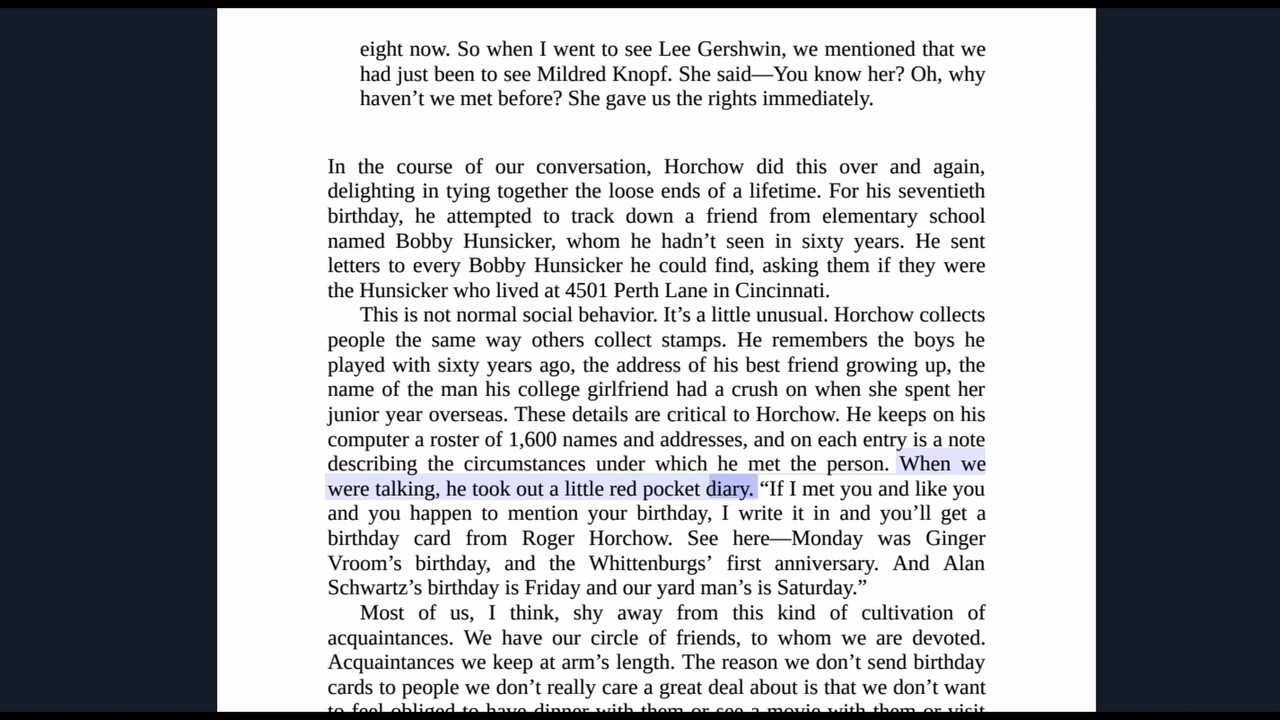 eight now. So when I went to see Lee Gershwin, we mentioned that we
had just been to see Mildred Knopf. She said—You know her? Oh, why
haven’t we met before? She gave us the rights immediately.
In the course of our conversation, Horchow did this over and again,
delighting in tying together the loose ends of a lifetime. For his seventieth
birthday, he attempted to track down a friend from elementary school
named Bobby Hunsicker, whom he hadn’t seen in sixty years. He sent
letters to every Bobby Hunsicker he could find, asking them if they were
the Hunsicker who lived at 4501 Perth Lane in Cincinnati.
This is not normal social behavior. It’s a little unusual. Horchow collects
people the same way others collect stamps. He remembers the boys he
played with sixty years ago, the address of his best friend growing up, the
name of the man his college girlfriend had a crush on when she spent her
junior year overseas. These details are critical to Horchow. He keeps on his
computer a roster of 1,600 names and addresses, and on each entry is a note
describing the circumstances under which he met the person. When we
were talking, he took out a little red pocket diary. “If I met you and like you
and you happen to mention your birthday, I write it in and you’ll get a
birthday card from Roger Horchow. See here—Monday was Ginger
Vroom’s birthday, and the Whittenburgs’ first anniversary. And Alan
Schwartz’s birthday is Friday and our yard man’s is Saturday.”
Most of us, I think, shy away from this kind of cultivation of
acquaintances. We have our circle of friends, to whom we are devoted.
Acquaintances we keep at arm’s length. The reason we don’t send birthday
cards to people we don’t really care a great deal about is that we don’t want
to feel obliged to have dinner with them or see a movie with them or visit